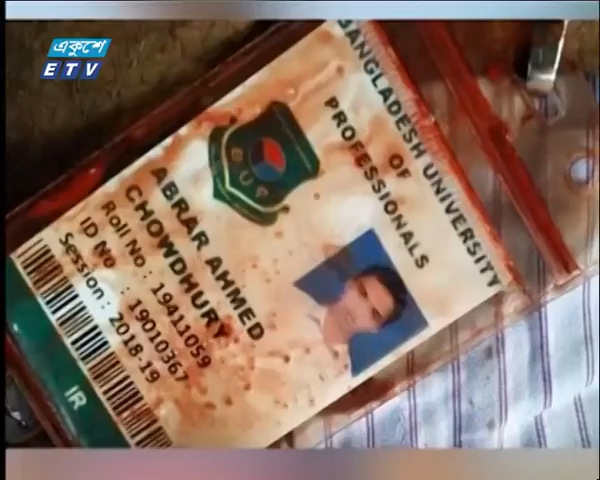 একুশে
ETV
BANGLADESH UNIVERSITY
OF
PROFESSIONALS
BUP
ABRAR AHMED
CHOWDHURY
Roll No : 19411059
ID No : 19010367
Session : 2018-19
IR